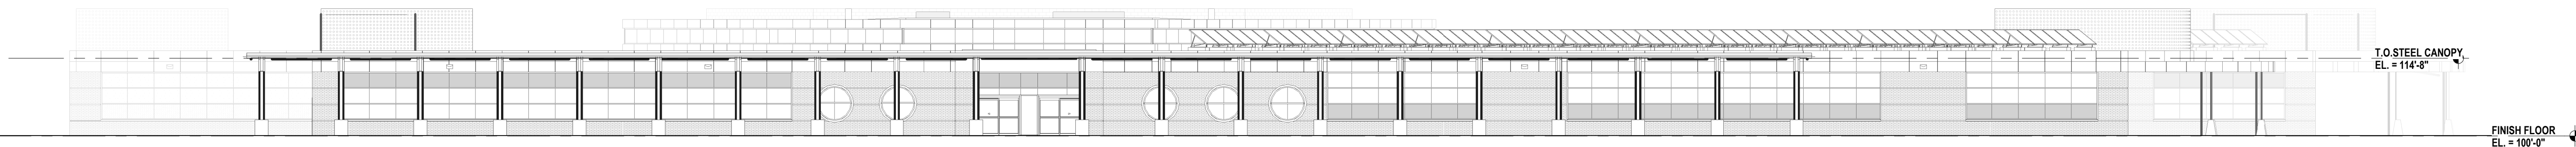 T.O.STEEL CANOPY
EL. = 114'-8"
FINISH FLOOR
EL. = 100'-0"